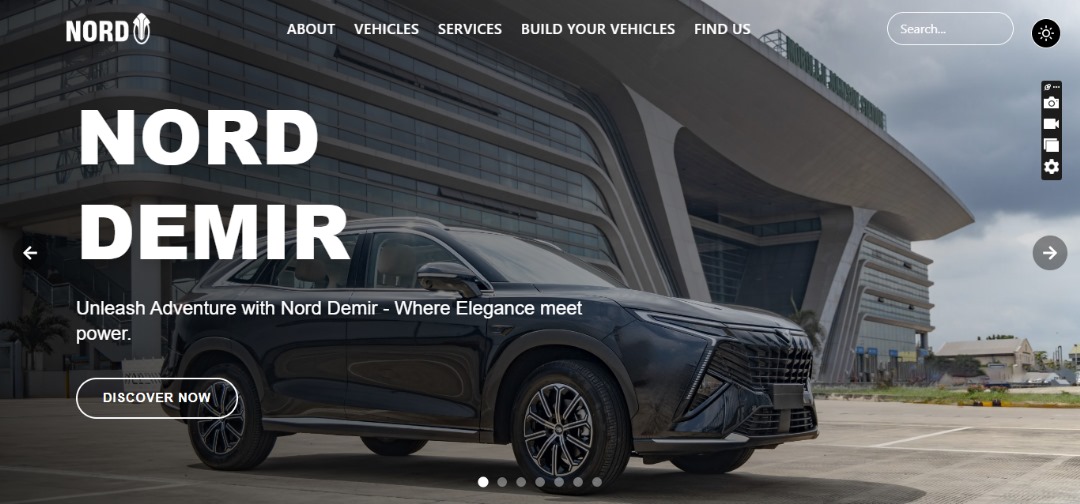 NORD
ABOUT VEHICLES SERVICES BUILD YOUR VEHICLES FIND US
Search...
NORD
DEMIR
Unleash Adventure with Nord Demir - Where Elegance meet
power.
DISCOVER NOW